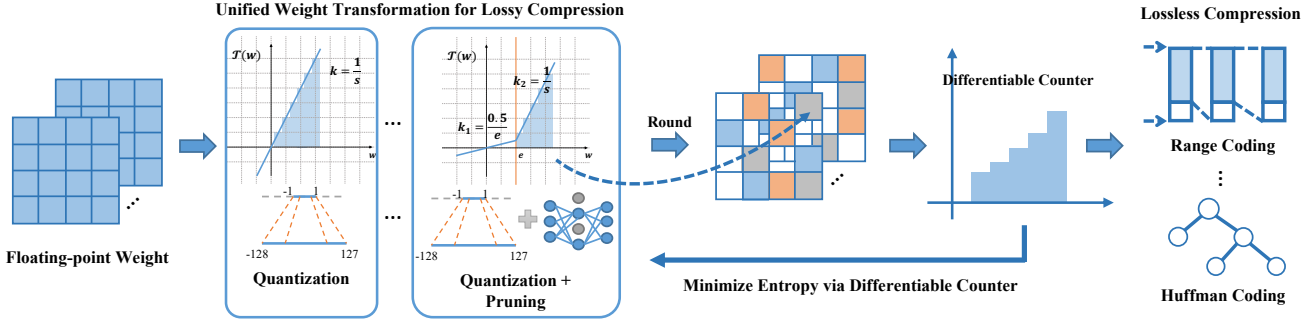 Unified Weight Transformation for Lossy Compression
Lossless Compression
𝒯(w)
k = 1/s
w
-1 1
-128 127
Quantization
...
...
𝒯(w)
k₂ = 1/s
k₁ = 0.5/e
e
w
-1 1
-128 127
Quantization +
Pruning
Floating-point Weight
...
Round
...
Differentiable Counter
Minimize Entropy via Differentiable Counter
Range Coding
...
Huffman Coding